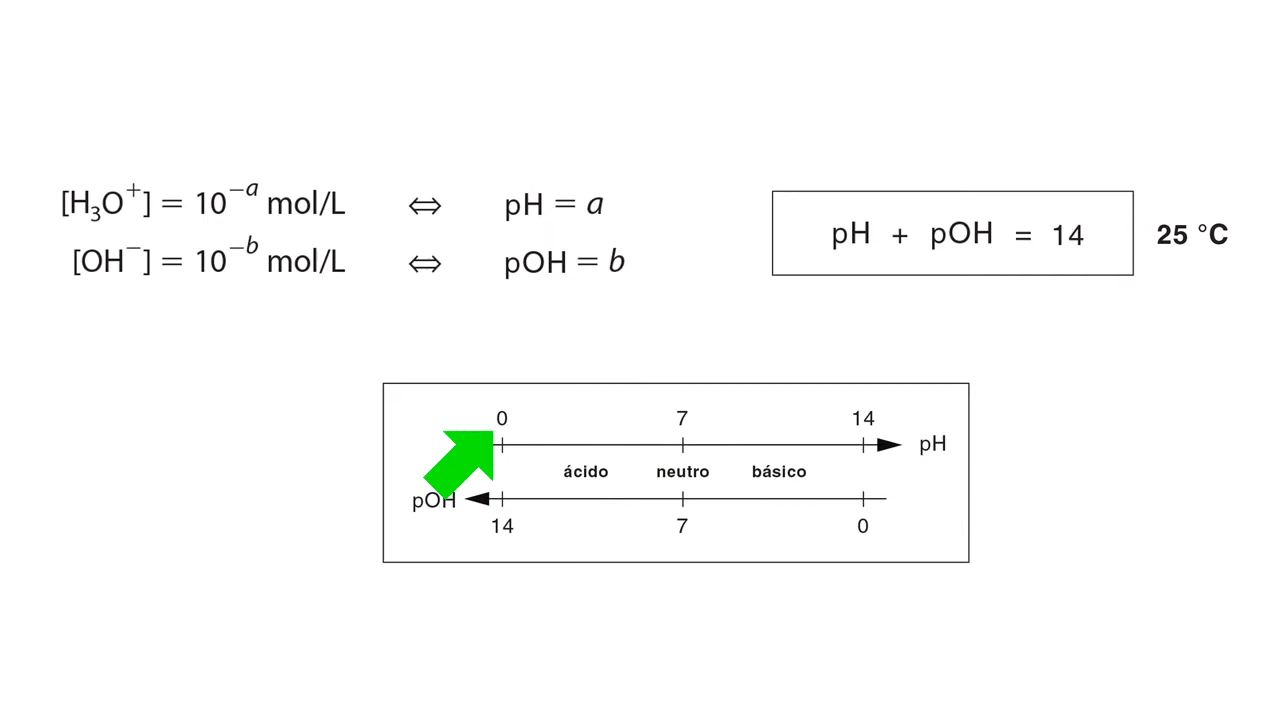 [H₃O⁺] = 10⁻ᵃ mol/L ⇔ pH = a
[OH⁻] = 10⁻ᵇ mol/L ⇔ pOH = b
pH + pOH = 14
25 °C
0 7 14
pH
ácido neutro básico
pOH
14 7 0